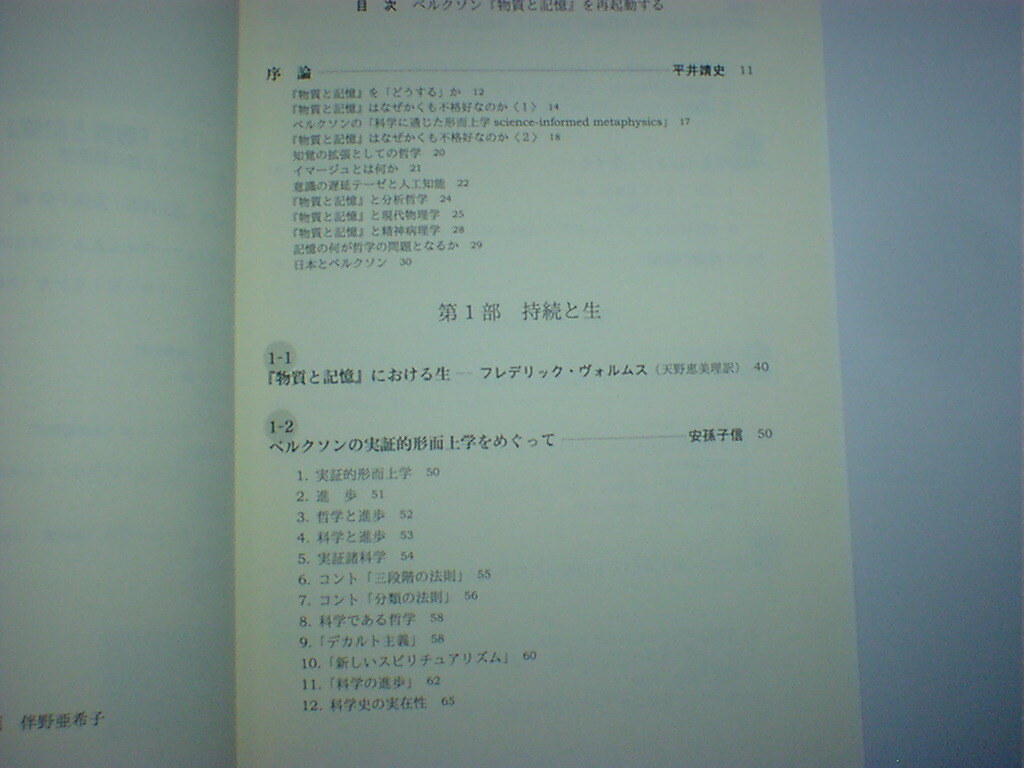 目 次 ベルクソン『物質と記憶』を再起動する
序 論 平井靖史 11
『物質と記憶』を「どうする」か 12
『物質と記憶』はなぜかくも不格好なのか〈1〉 14
ベルクソンの「科学に通じた形而上学 science-informed metaphysics」 17
『物質と記憶』はなぜかくも不格好なのか〈2〉 18
知覚の拡張としての哲学 20
イマージュとは何か 21
意識の遅延テーゼと人工知能 22
『物質と記憶』と分析哲学 24
『物質と記憶』と現代物理学 25
『物質と記憶』と精神病理学 28
記憶の何が哲学の問題となるか 29
日本とベルクソン 30
第1部 持続と生
1-1
『物質と記憶』における生 フレデリック・ヴォルムス（天野恵美理訳） 40
1-2
ベルクソンの実証的形而上学をめぐって 安孫子信 50
1. 実証的形而上学 50
2. 進 歩 51
3. 哲学と進歩 52
4. 科学と進歩 53
5. 実証諸科学 54
6. コント「三段階の法則」 55
7. コント「分類の法則」 56
8. 科学である哲学 58
9.「デカルト主義」 58
10.「新しいスピリチュアリズム」 60
11.「科学の進歩」 62
12. 科学史の実在性 65
伴野亜希子